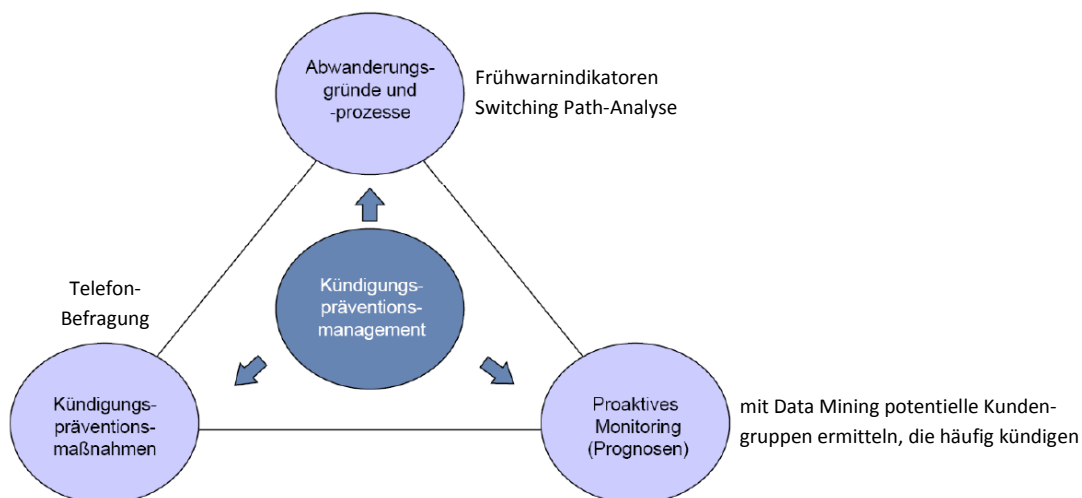 Abwanderungs-
gründe und
-prozesse
Frühwarnindikatoren
Switching Path-Analyse
Kündigungs-
präventions-
management
Telefon-
Befragung
Kündigungs-
präventions-
maßnahmen
Proaktives
Monitoring
(Prognosen)
mit Data Mining potentielle Kunden-
gruppen ermitteln, die häufig kündigen